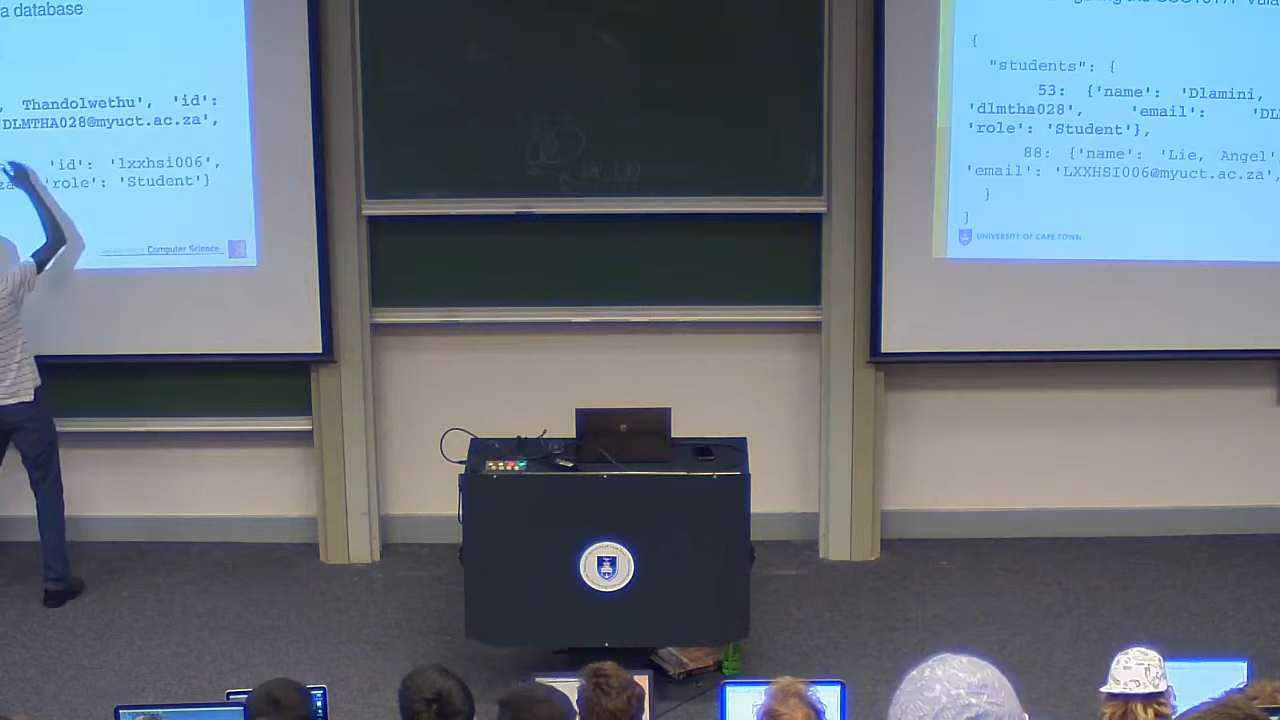 a database
, Thandolwethu', 'id':
DLMTHA028@myuct.ac.za',
'id': 'lxxhsi006',
'role': 'Student'}
Computer Science
{
"students": {
53: {'name': 'Dlamini,
'dlmtha028', 'email': 'DL
'role': 'Student'},
88: {'name': 'Lie, Angel'
'email': 'LXXHSI006@myuct.ac.za',
}
]
UNIVERSITY OF CAPE TOWN